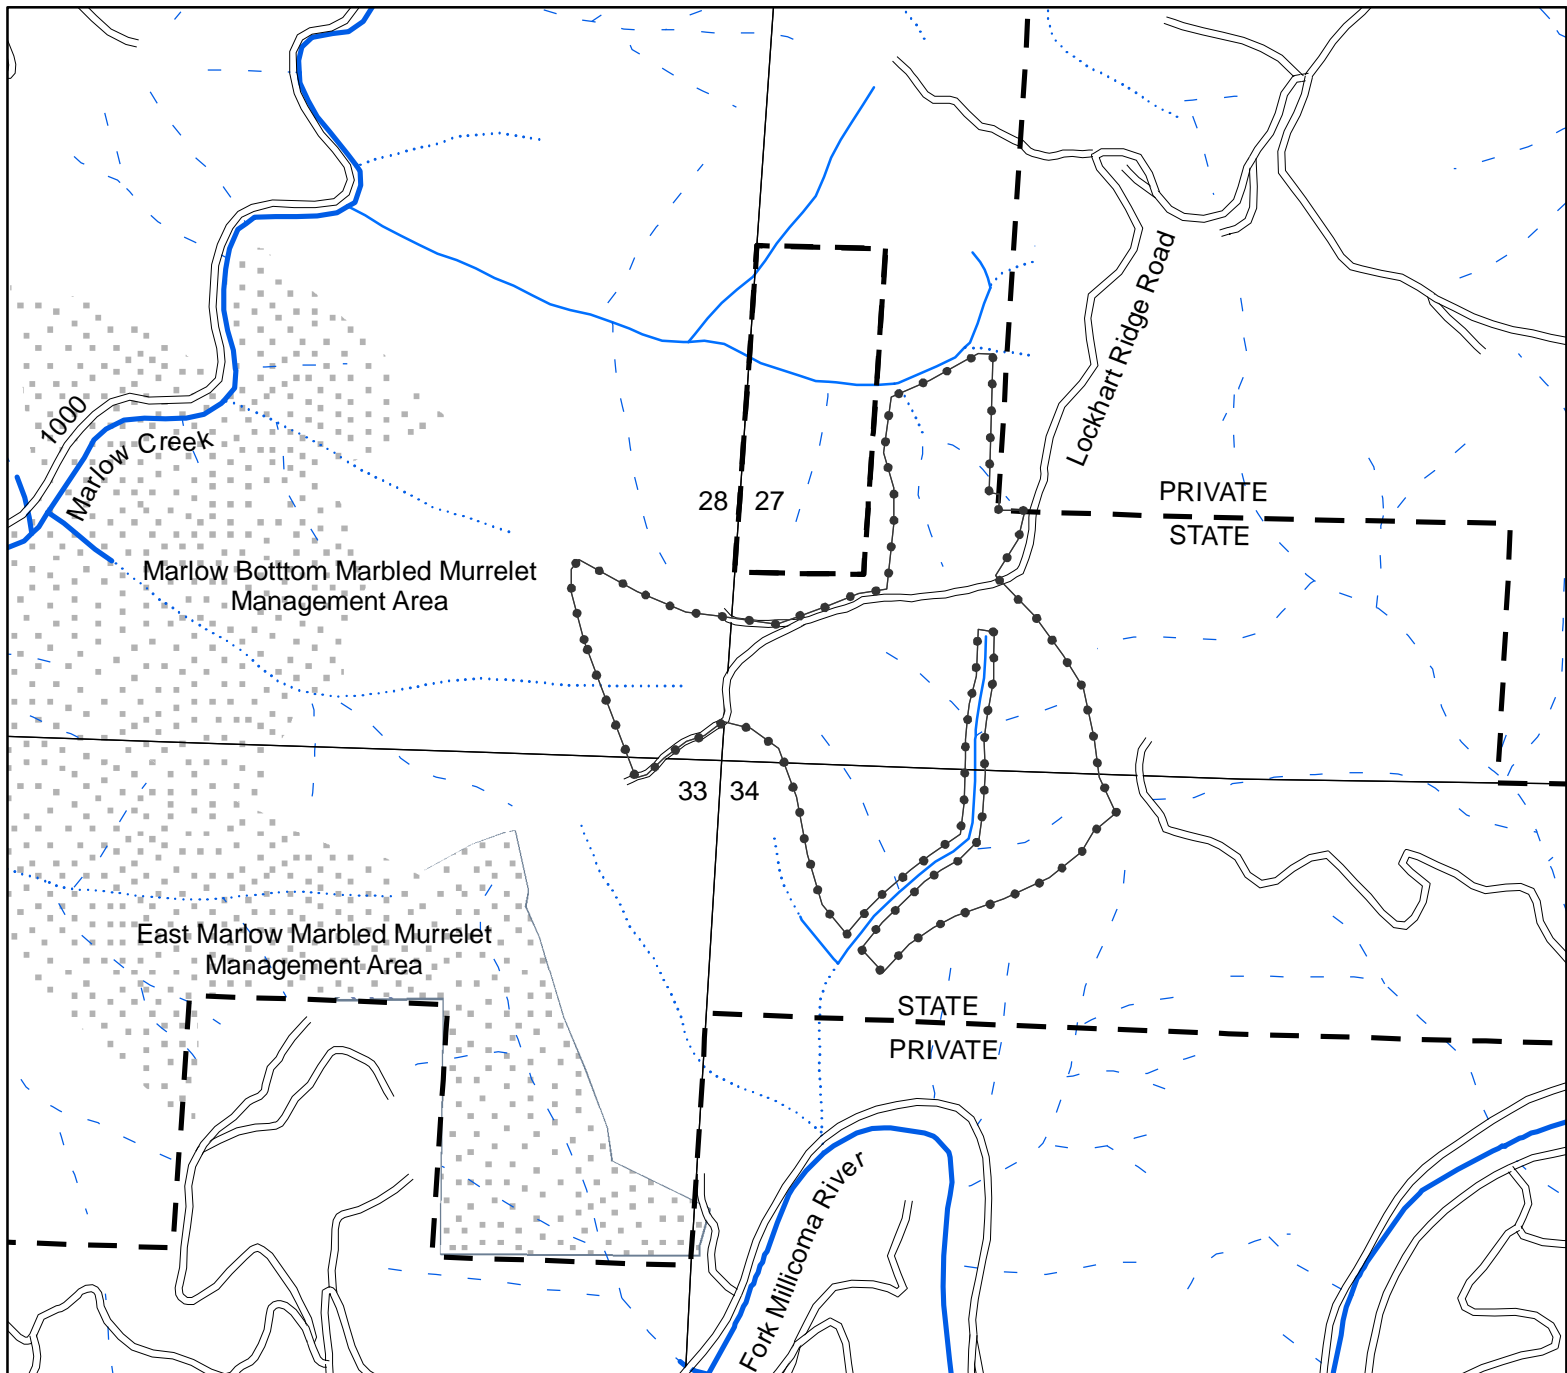 Lockhart Ridge Road
1000
Marlow Creek
28 27
PRIVATE
STATE
Marlow Botttom Marbled Murrelet
Management Area
33 34
East Marlow Marbled Murrelet
Management Area
STATE
PRIVATE
Fork Millicoma River